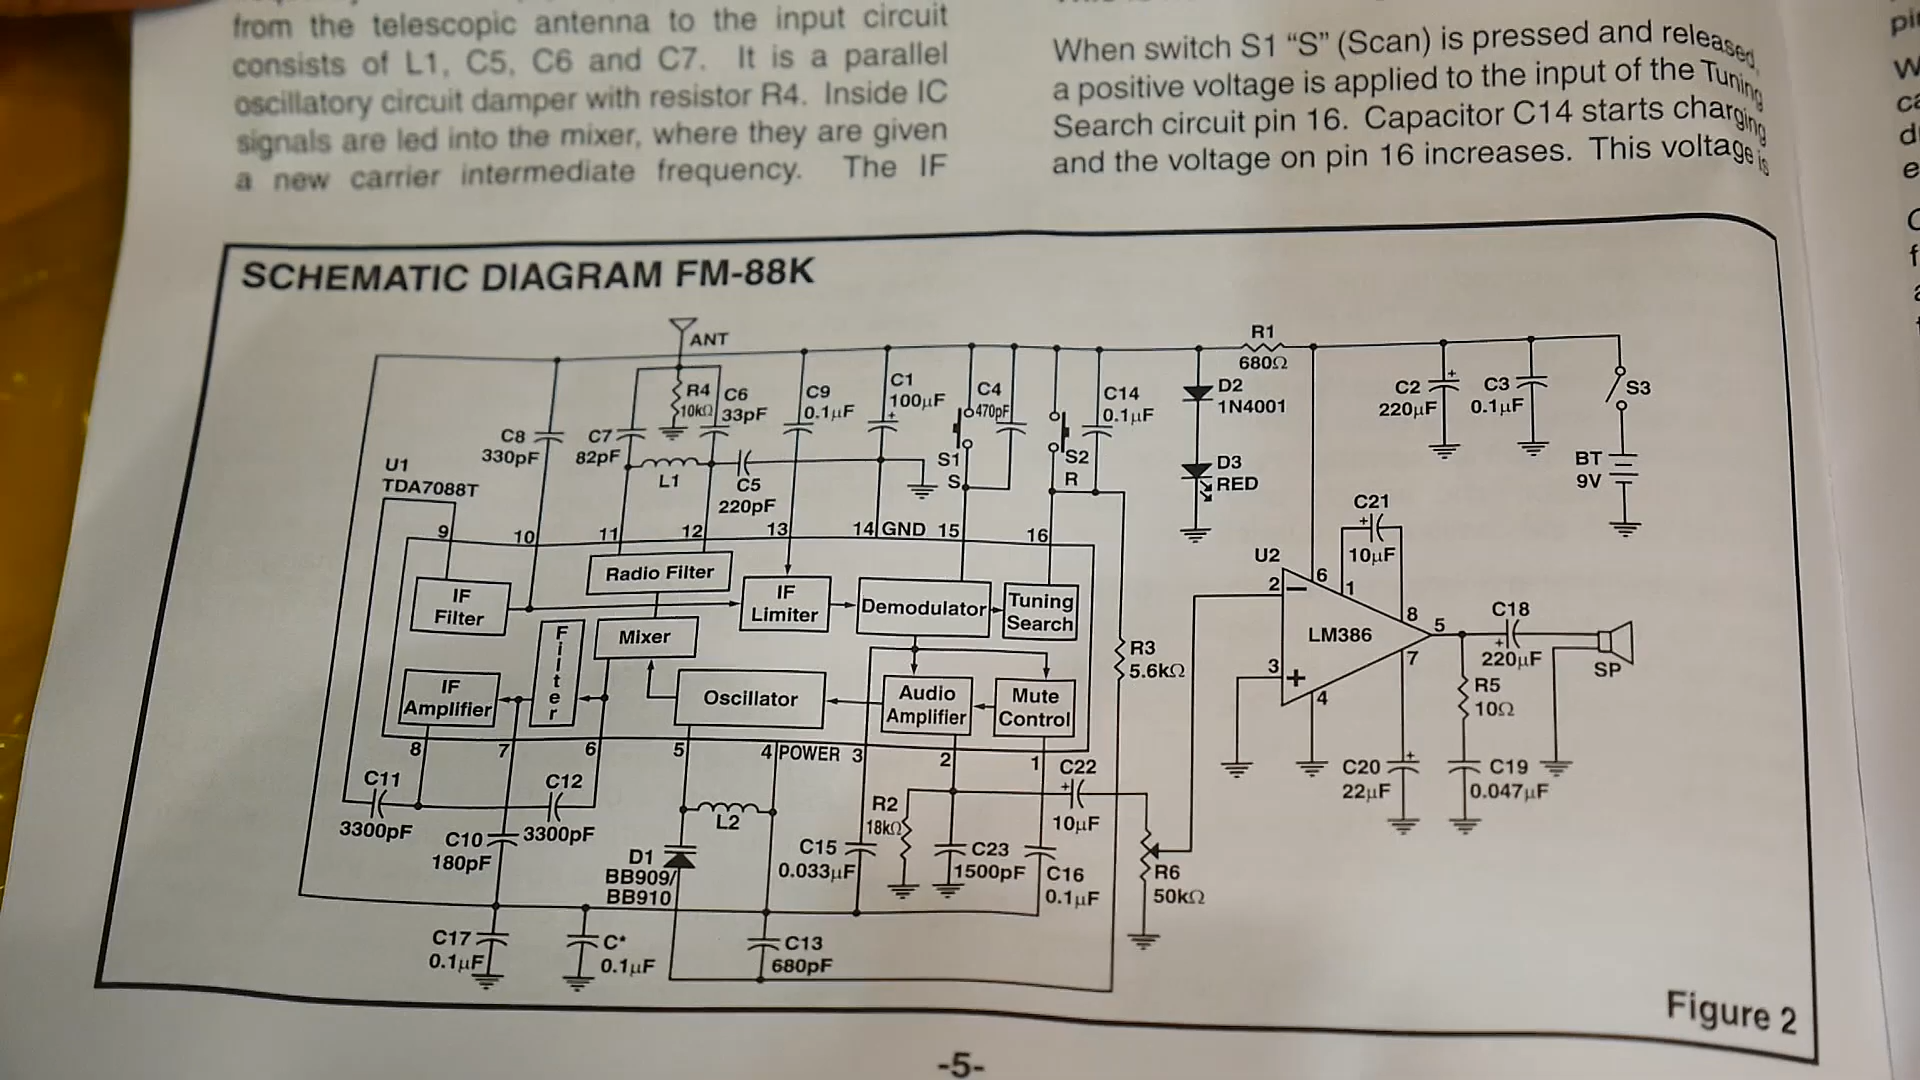 from the telescopic antenna to the input circuit
consists of L1, C5, C6 and C7. It is a parallel
oscillatory circuit damper with resistor R4. Inside IC
signals are led into the mixer, where they are given
a new carrier intermediate frequency. The IF
When switch S1 “S” (Scan) is pressed and released,
a positive voltage is applied to the input of the Tuning
Search circuit pin 16. Capacitor C14 starts charging
and the voltage on pin 16 increases. This voltage is
SCHEMATIC DIAGRAM FM-88K
ANT
R1
680Ω
R4
10kΩ
C6
33pF
C9
0.1μF
C1
100μF
+
C4
470pF
C14
0.1μF
D2
1N4001
C2
220μF
+
C3
0.1μF
S3
C8
330pF
C7
82pF
L1
C5
220pF
S1
S
S2
R
D3
RED
BT
9V
U1
TDA7088T
9
10
11
12
13
14
GND
15
16
C21
+
10μF
IF
Filter
Radio Filter
IF
Limiter
Demodulator
Tuning
Search
U2
2
−
6
1
8
LM386
5
C18
+
220μF
SP
3
+
4
7
Filter
Mixer
R3
5.6kΩ
R5
10Ω
IF
Amplifier
Oscillator
Audio
Amplifier
Mute
Control
8
7
6
5
4
POWER
3
2
1
C22
+
10μF
C20
22μF
+
C19
0.047μF
C11
3300pF
C12
3300pF
C10
180pF
L2
R2
18kΩ
D1
BB909/
BB910
C15
0.033μF
C23
1500pF
C16
0.1μF
R6
50kΩ
C17
0.1μF
C*
0.1μF
C13
680pF
Figure 2
-5-